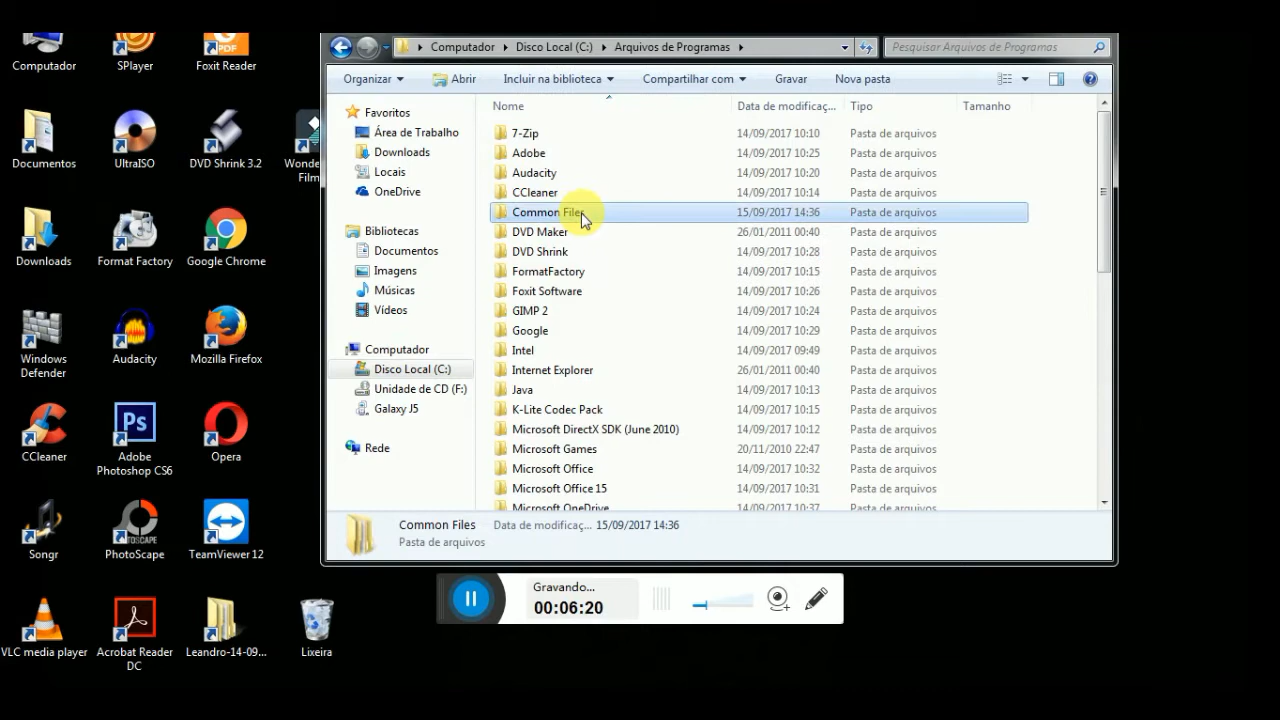 Computador
SPlayer
Foxit Reader
PDF
Documentos
UltraISO
DVD Shrink 3.2
Wonde
Film
Downloads
Format Factory
Google Chrome
Windows
Defender
Audacity
Mozilla Firefox
CCleaner
Ps
Adobe
Photoshop CS6
Opera
Songr
PhotoScape
TeamViewer 12
VLC media player
Acrobat Reader
DC
Leandro-14-09...
Lixeira
Computador
Disco Local (C:)
Arquivos de Programas
Pesquisar Arquivos de Programas
Organizar
Abrir
Incluir na biblioteca
Compartilhar com
Gravar
Nova pasta
Favoritos
Área de Trabalho
Downloads
Locais
OneDrive
Bibliotecas
Documentos
Imagens
Músicas
Vídeos
Computador
Disco Local (C:)
Unidade de CD (F:)
Galaxy J5
Rede
Nome Data de modificaç... Tipo Tamanho
7-Zip 14/09/2017 10:10 Pasta de arquivos
Adobe 14/09/2017 10:25 Pasta de arquivos
Audacity 14/09/2017 10:20 Pasta de arquivos
CCleaner 14/09/2017 10:14 Pasta de arquivos
Common Files 15/09/2017 14:36 Pasta de arquivos
DVD Maker 26/01/2011 00:40 Pasta de arquivos
DVD Shrink 14/09/2017 10:28 Pasta de arquivos
FormatFactory 14/09/2017 10:15 Pasta de arquivos
Foxit Software 14/09/2017 10:26 Pasta de arquivos
GIMP 2 14/09/2017 10:24 Pasta de arquivos
Google 14/09/2017 10:29 Pasta de arquivos
Intel 14/09/2017 09:49 Pasta de arquivos
Internet Explorer 26/01/2011 00:40 Pasta de arquivos
Java 14/09/2017 10:13 Pasta de arquivos
K-Lite Codec Pack 14/09/2017 10:15 Pasta de arquivos
Microsoft DirectX SDK (June 2010) 14/09/2017 10:12 Pasta de arquivos
Microsoft Games 20/11/2010 22:47 Pasta de arquivos
Microsoft Office 14/09/2017 10:32 Pasta de arquivos
Microsoft Office 15 14/09/2017 10:31 Pasta de arquivos
Microsoft OneDrive 14/09/2017 10:37 Pasta de arquivos
Common Files Data de modificaç... 15/09/2017 14:36
Pasta de arquivos
Gravando...
00:06:20